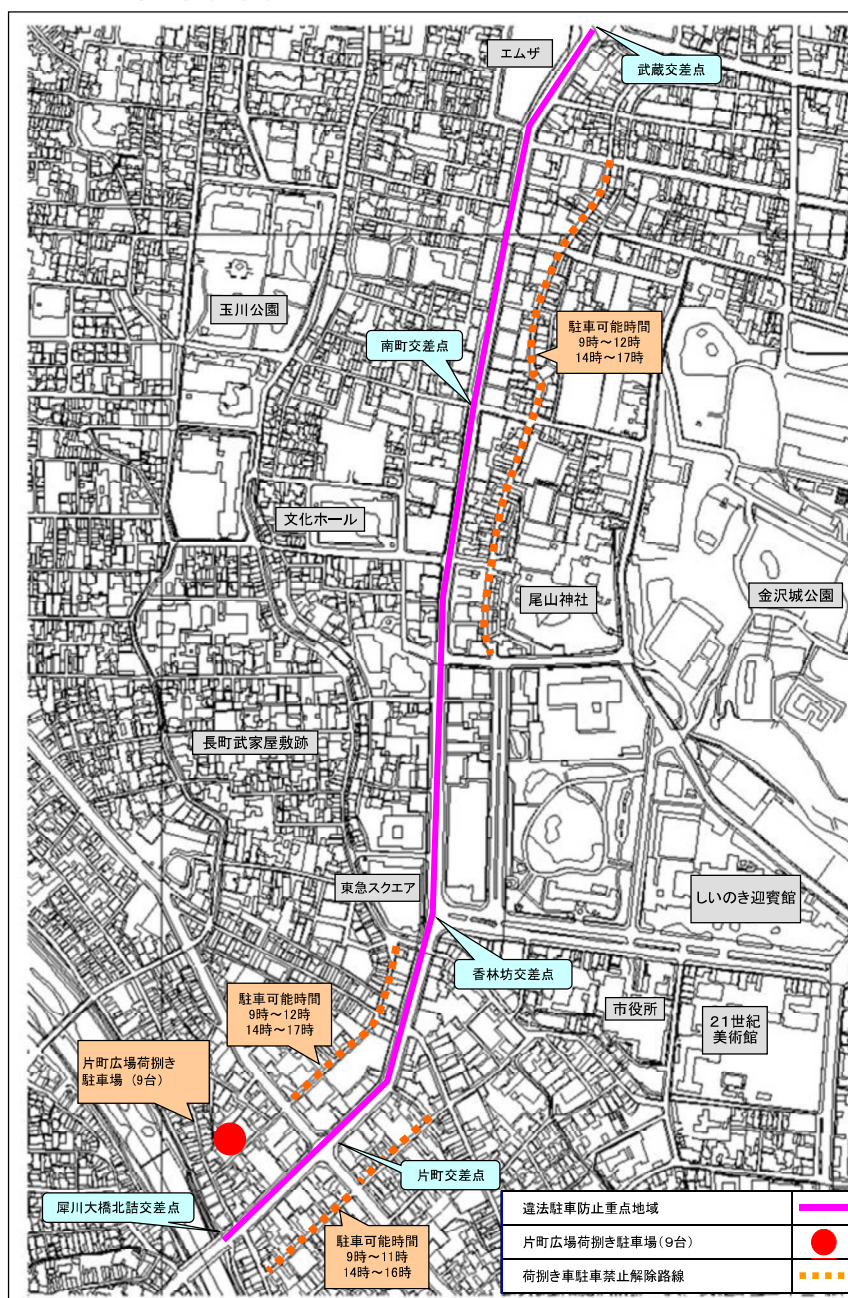 エムザ
武蔵交差点
玉川公園
駐車可能時間
9時～12時
14時～17時
南町交差点
文化ホール
尾山神社
金沢城公園
長町武家屋敷跡
東急スクエア
しいのき迎賓館
香林坊交差点
駐車可能時間
9時～12時
14時～17時
市役所
21世紀
美術館
片町広場荷捌き
駐車場（9台）
片町交差点
犀川大橋北詰交差点
駐車可能時間
9時～11時
14時～16時
違法駐車防止重点地域
片町広場荷捌き駐車場（9台）
荷捌き車駐車禁止解除路線